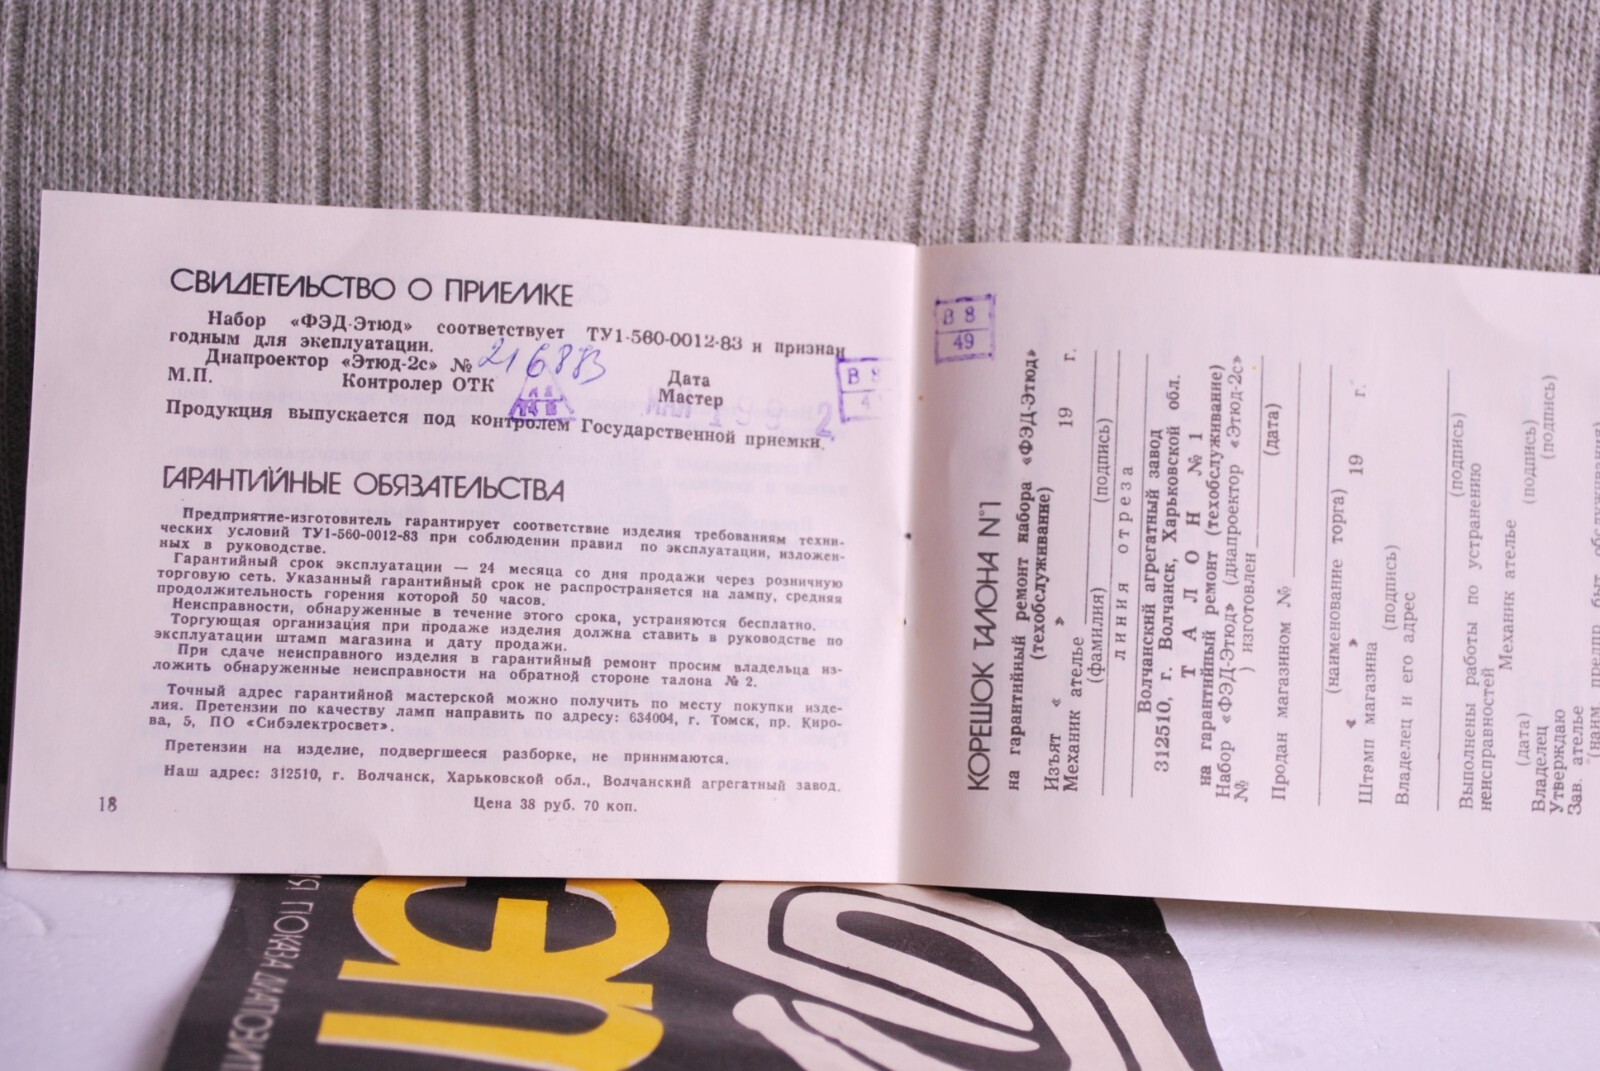 СВИДЕТЕЛЬСТВО О ПРИЕМКЕ
Набор «ФЭД-Этюд» соответствует ТУ1-560-0012-83 и признан
годным для экеплуатации.
Диапроектор «Этюд-2с» № 216883
М.П. Контролер ОТК Дата
Мастер
МАЙ 1992
Продукция выпускается под контролем Государственной приемки.
В 8
ГАРАНТИЙНЫЕ ОБЯЗАТЕЛЬСТВА
Предприятие-изготовитель гарантирует соответствие изделия требованиям техни-
ческих условий ТУ1-560-0012-83 при соблюдении правил по эксплуатации, изложен-
ных в руководстве.
Гарантийный срок эксплуатации — 24 месяца со дня продажи через розничную
торговую сеть. Указанный гарантийный срок не распространяется на лампу, средняя
продолжительность горения которой 50 часов.
Неисправности, обнаруженные в течение этого срока, устраняются бесплатно.
Торгующая организация при продаже изделия должна ставить в руководстве по
эксплуатации штамп магазина и дату продажи.
При сдаче неисправного изделия в гарантийный ремонт просим владельца из-
ложить обнаруженные неисправности на обратной стороне талона № 2.
Точный адрес гарантийной мастерской можно получить по месту покупки изде-
лия. Претензии по качеству ламп направить по адресу: 634004, г. Томск, пр. Киро-
ва, 5, ПО «Сибэлектросвет».
Претензии на изделие, подвергшееся разборке, не принимаются.
Наш адрес: 312510, г. Волчанск, Харьковской обл., Волчанский агрегатный завод.
Цена 38 руб. 70 коп.
18
В 8
49
КОРЕШОК ТАЛОНА №1
на гарантийный ремонт набора «ФЭД-Этюд»
(техобслуживание)
Изъят « » 19 г.
Механик ателье
(фамилия) (подпись)
линия отреза
Волчанский агрегатный завод
312510, г. Волчанск, Харьковской обл.
ТАЛОН №1
на гарантийный ремонт (техобслуживание)
Набор «ФЭД-Этюд» (диапроектор «Этюд-2с»
№ ) изготовлен
(дата)
Продан магазином №
(наименование торга)
« » 19 г.
Штамп магазина
Владелец и его адрес
(подпись)
Выполнены работы по устранению
неисправностей
(подпись)
Механик ателье
(дата) (подпись)
Владелец
(подпись)
Утверждаю
Зав. ателье
ПОКАЗА ДИАПОЗИТ